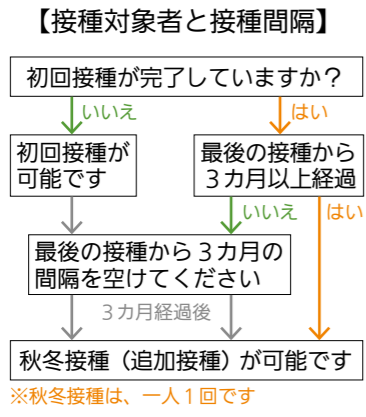 【接種対象者と接種間隔】
初回接種が完了していますか？
いいえ
はい
初回接種が
可能です
最後の接種から
３カ月以上経過
いいえ
はい
最後の接種から３カ月の
間隔を空けてください
３カ月経過後
秋冬接種（追加接種）が可能です
※秋冬接種は、一人１回です